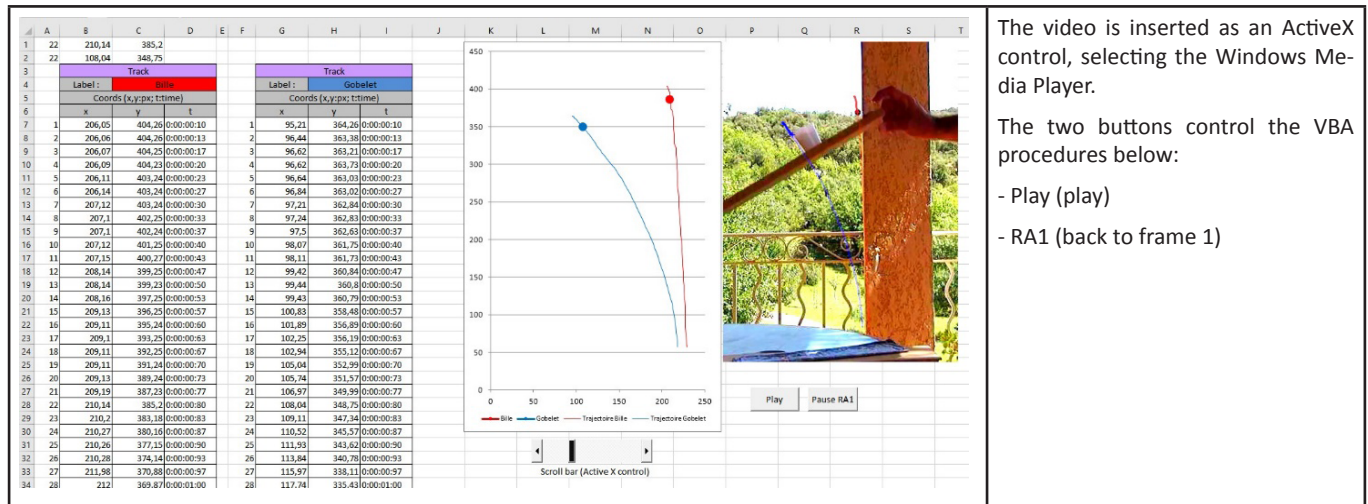 A B C D E F G H I J K L M N O P Q R S T
1 22 210,14 385,2
2 22 108,04 348,75
3 Track Track
4 Label : Bille Label : Gobelet
5 Coords (x,y:px; t:time) Coords (x,y:px; t:time)
6 x y t x y t
7 1 206,05 404,26 0:00:00:10 1 95,21 364,26 0:00:00:10
8 2 206,06 404,26 0:00:00:13 2 96,44 363,38 0:00:00:13
9 3 206,07 404,25 0:00:00:17 3 96,62 363,21 0:00:00:17
10 4 206,09 404,23 0:00:00:20 4 96,62 363,73 0:00:00:20
11 5 206,11 403,24 0:00:00:23 5 96,64 363,03 0:00:00:23
12 6 206,14 403,24 0:00:00:27 6 96,84 363,02 0:00:00:27
13 7 207,12 403,24 0:00:00:30 7 97,21 362,84 0:00:00:30
14 8 207,1 402,25 0:00:00:33 8 97,24 362,83 0:00:00:33
15 9 207,1 402,24 0:00:00:37 9 97,5 362,63 0:00:00:37
16 10 207,12 401,25 0:00:00:40 10 98,07 361,75 0:00:00:40
17 11 207,15 400,27 0:00:00:43 11 98,11 361,73 0:00:00:43
18 12 208,14 399,25 0:00:00:47 12 99,42 360,84 0:00:00:47
19 13 208,14 399,23 0:00:00:50 13 99,44 360,8 0:00:00:50
20 14 208,16 397,25 0:00:00:53 14 99,43 360,79 0:00:00:53
21 15 209,13 396,25 0:00:00:57 15 100,83 358,48 0:00:00:57
22 16 209,11 395,24 0:00:00:60 16 101,89 356,89 0:00:00:60
23 17 209,1 393,25 0:00:00:63 17 102,25 356,19 0:00:00:63
24 18 209,11 392,25 0:00:00:67 18 102,94 355,12 0:00:00:67
25 19 209,11 391,24 0:00:00:70 19 105,04 352,99 0:00:00:70
26 20 209,13 389,24 0:00:00:73 20 105,74 351,57 0:00:00:73
27 21 209,19 387,23 0:00:00:77 21 106,97 349,99 0:00:00:77
28 22 210,14 385,2 0:00:00:80 22 108,04 348,75 0:00:00:80
29 23 210,2 383,18 0:00:00:83 23 109,11 347,34 0:00:00:83
30 24 210,27 380,16 0:00:00:87 24 110,52 345,57 0:00:00:87
31 25 210,26 377,15 0:00:00:90 25 111,93 343,62 0:00:00:90
32 26 210,28 374,14 0:00:00:93 26 113,84 340,78 0:00:00:93
33 27 211,98 370,88 0:00:00:97 27 115,97 338,11 0:00:00:97
34 28 212 369,87 0:00:01:00 28 117,74 335,43 0:00:01:00
450
400
350
300
250
200
150
100
50
0
0 50 100 150 200 250
Bille Gobelet Trajectoire Bille Trajectoire Gobelet
Scroll bar (Active X control)
Play Pause RA1
The video is inserted as an ActiveX
control, selecting the Windows Me-
dia Player.
The two buttons control the VBA
procedures below:
- Play (play)
- RA1 (back to frame 1)